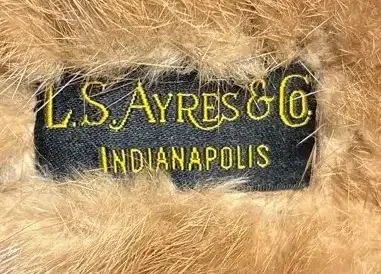 L.S. AYRES & CO.
INDIANAPOLIS